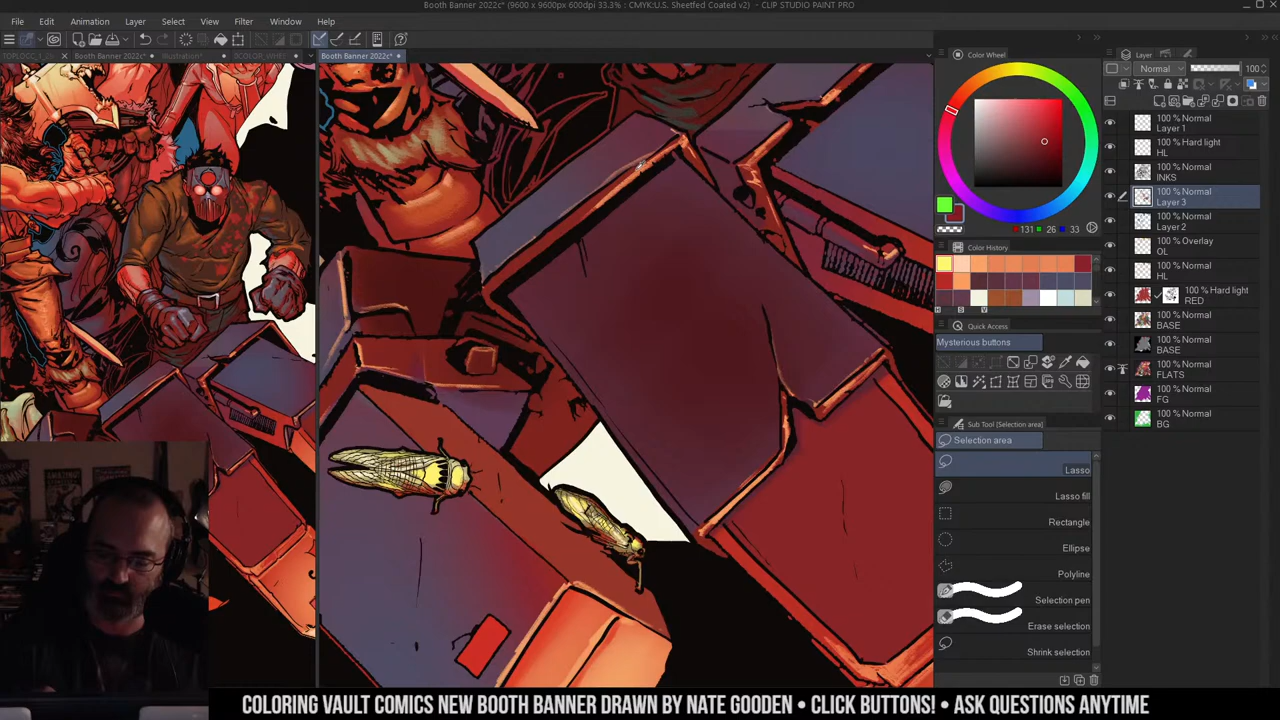 Booth Banner 2022c* (9600 x 9600px 600dpi 33.3% : CMYK:U.S. Sheetfed Coated v2) - CLIP STUDIO PAINT PRO
File Edit Animation Layer Select View Filter Window Help
Booth Banner 2022c*
Illustration*
Booth Banner 2022c*
Color Wheel
131 26 33
Color History
H S V
Quick Access
Mysterious buttons
Sub Tool [Selection area]
Selection area
Lasso
Lasso fill
Rectangle
Ellipse
Polyline
Selection pen
Erase selection
Shrink selection
Layer
Normal 100
100 % Normal
Layer 1
100 % Hard light
HL
100 % Normal
INKS
100 % Normal
Layer 3
100 % Normal
Layer 2
100 % Overlay
OL
100 % Normal
HL
100 % Hard light
RED
100 % Normal
BASE
100 % Normal
BASE
100 % Normal
FLATS
100 % Normal
FG
100 % Normal
BG
COLORING VAULT COMICS NEW BOOTH BANNER DRAWN BY NATE GOODEN • CLICK BUTTONS! • ASK QUESTIONS ANYTIME